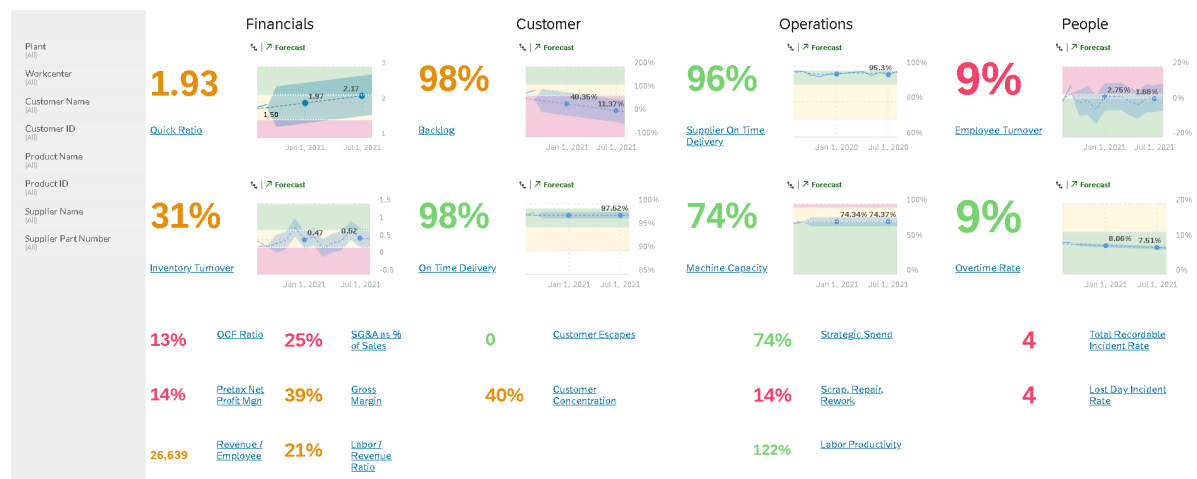 Financials
Customer
Operations
People
Plant
(All)
Workcenter
(All)
Customer Name
(All)
Customer ID
(All)
Product Name
(All)
Product ID
(All)
Supplier Name
(All)
Supplier Part Number
(All)
1.93
Quick Ratio
| Forecast
3
2
1
1.50
1.97
2.17
Jan 1, 2021
Jul 1, 2021
98%
Backlog
| Forecast
200%
100%
0%
-100%
40.35%
11.37%
Jan 1, 2021
Jul 1, 2021
96%
Supplier On Time
Delivery
| Forecast
100%
80%
60%
95.3%
Jan 1, 2020
Jul 1, 2020
9%
Employee Turnover
| Forecast
20%
0%
-20%
2.75%
1.68%
Jan 1, 2021
Jul 1, 2021
31%
Inventory Turnover
| Forecast
1.5
1
0.5
0
-0.5
0.47
0.52
Jan 1, 2021
Jul 1, 2021
98%
On Time Delivery
| Forecast
100%
95%
90%
85%
97.52%
Jan 1, 2021
Jul 1, 2021
74%
Machine Capacity
| Forecast
100%
50%
0%
74.34%
74.37%
Jan 1, 2021
Jul 1, 2021
9%
Overtime Rate
| Forecast
20%
10%
0%
8.06%
7.51%
Jan 1, 2021
Jul 1, 2021
13%
OCF Ratio
25%
SG&A as %
of Sales
0
Customer Escapes
74%
Strategic Spend
4
Total Recordable
Incident Rate
14%
Pretax Net
Profit Mgn
39%
Gross
Margin
40%
Customer
Concentration
14%
Scrap, Repair,
Rework
4
Lost Day Incident
Rate
26,639
Revenue /
Employee
21%
Labor /
Revenue
Ratio
122%
Labor Productivity